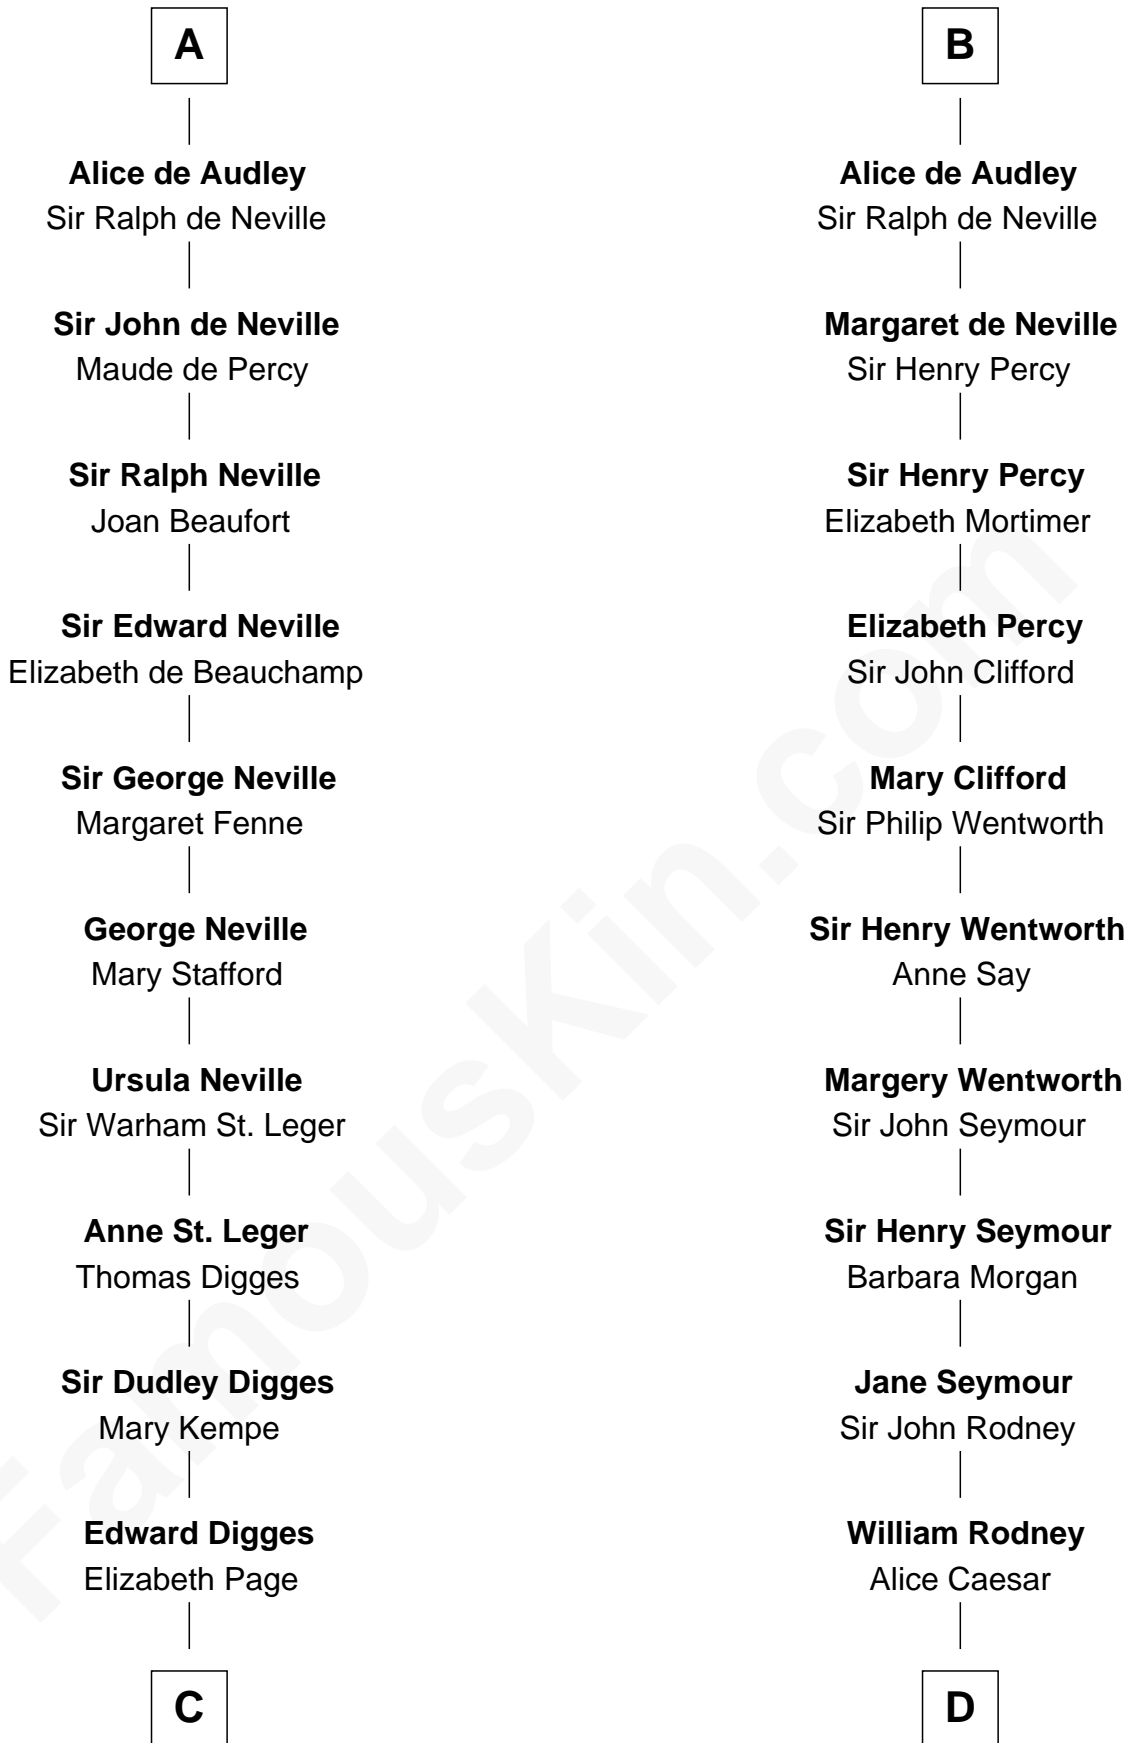 A
Alice de Audley
Sir Ralph de Neville
Sir John de Neville
Maude de Percy
Sir Ralph Neville
Joan Beaufort
Sir Edward Neville
Elizabeth de Beauchamp
Sir George Neville
Margaret Fenne
George Neville
Mary Stafford
Ursula Neville
Sir Warham St. Leger
Anne St. Leger
Thomas Digges
Sir Dudley Digges
Mary Kempe
Edward Digges
Elizabeth Page
C
B
Alice de Audley
Sir Ralph de Neville
Margaret de Neville
Sir Henry Percy
Sir Henry Percy
Elizabeth Mortimer
Elizabeth Percy
Sir John Clifford
Mary Clifford
Sir Philip Wentworth
Sir Henry Wentworth
Anne Say
Margery Wentworth
Sir John Seymour
Sir Henry Seymour
Barbara Morgan
Jane Seymour
Sir John Rodney
William Rodney
Alice Caesar
D
FamousKin.com